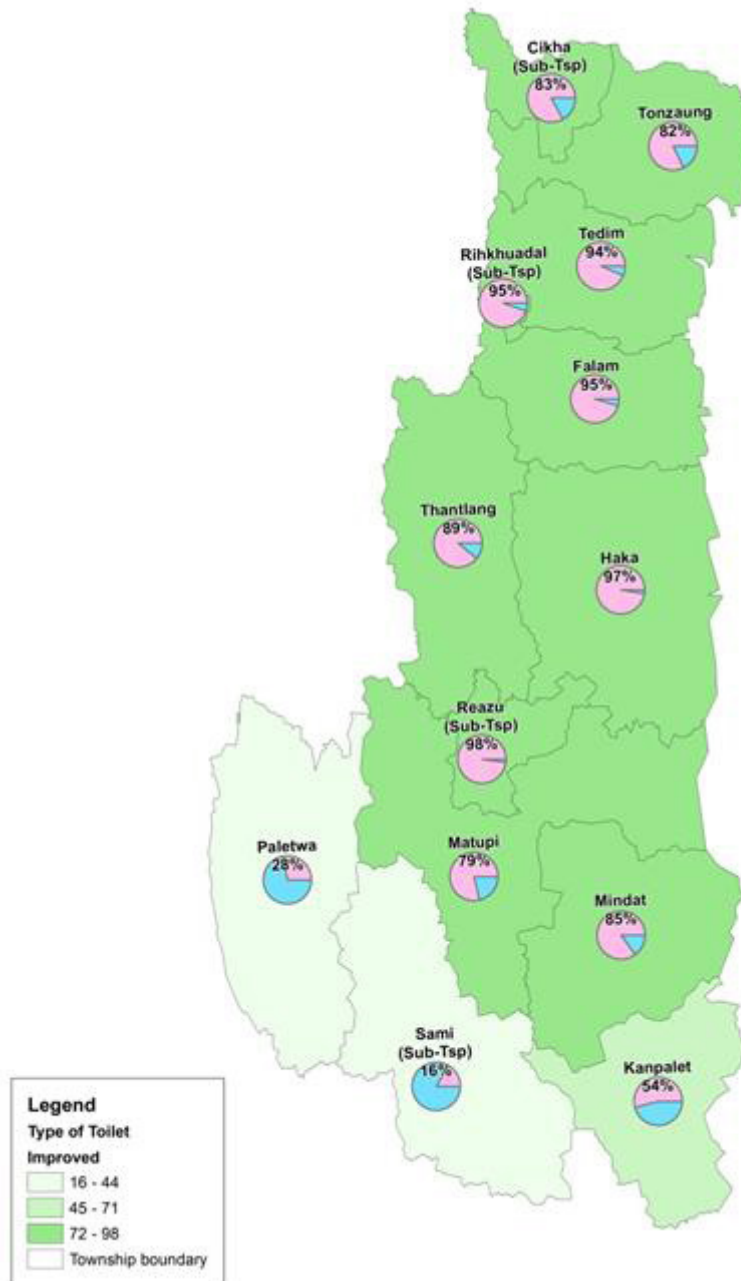 Cikha
(Sub-Tsp)
83%
Tonzaung
82%
Tedim
94%
Rihkhuadal
(Sub-Tsp)
95%
Falam
95%
Thantlang
89%
Haka
97%
Reazu
(Sub-Tsp)
98%
Paletwa
28%
Matupi
79%
Mindat
85%
Sami
(Sub-Tsp)
16%
Kanpalet
54%
Legend
Type of Toilet
Improved
16 - 44
45 - 71
72 - 98
Township boundary